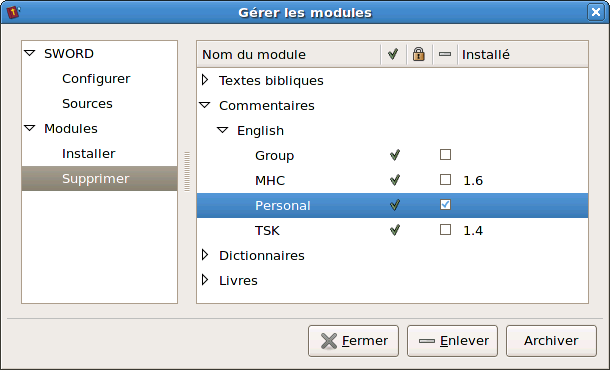 Gérer les modules
SWORD
Configurer
Sources
Modules
Installer
Supprimer
Nom du module Installé
Textes bibliques
Commentaires
English
Group
MHC 1.6
Personal
TSK 1.4
Dictionnaires
Livres
Fermer Enlever Archiver